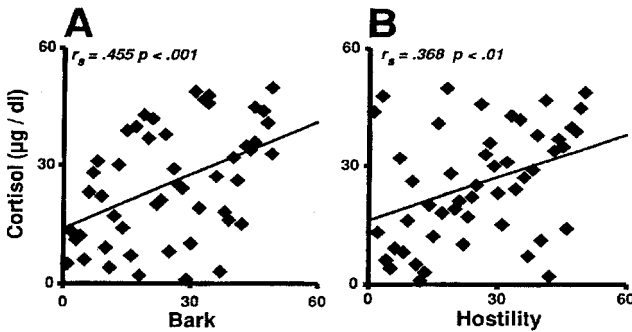 A
60
r_s = .455 p < .001
30
0
Cortisol (µg / dl)
0 30 60
Bark
B
60
r_s = .368 p < .01
30
0
0 30 60
Hostility